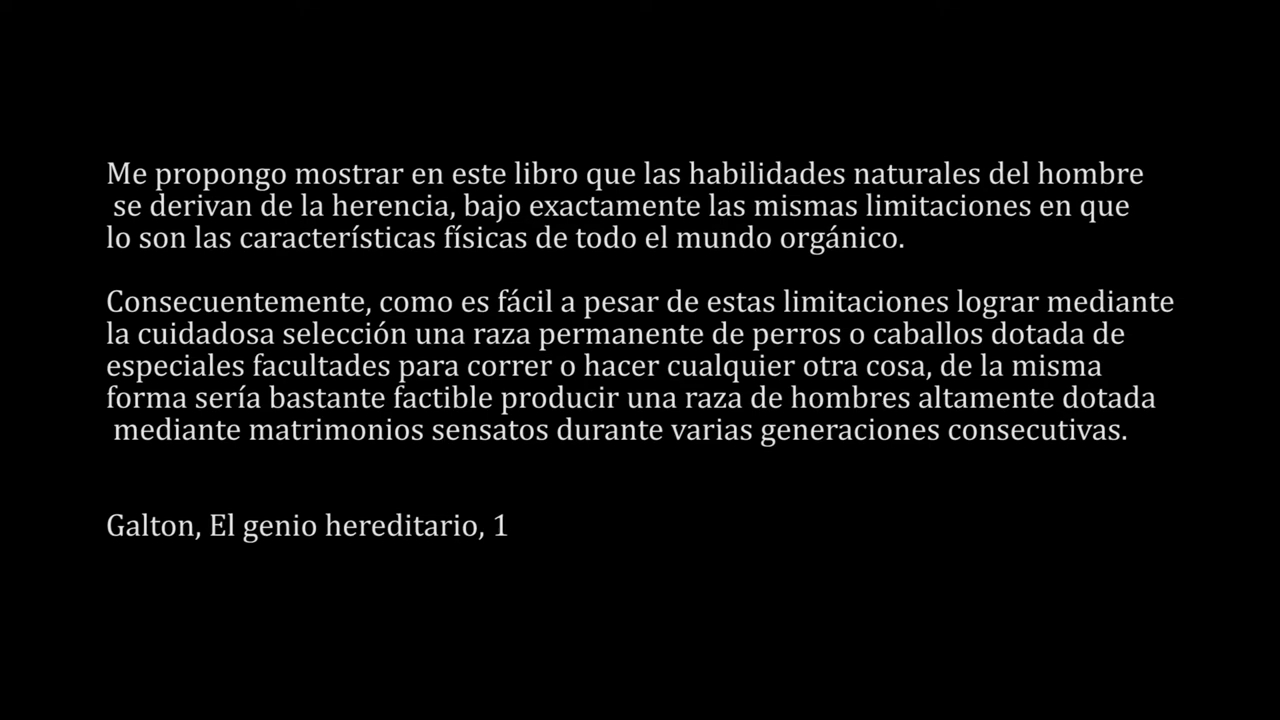 Me propongo mostrar en este libro que las habilidades naturales del hombre
se derivan de la herencia, bajo exactamente las mismas limitaciones en que
lo son las características físicas de todo el mundo orgánico.
Consecuentemente, como es fácil a pesar de estas limitaciones lograr mediante
la cuidadosa selección una raza permanente de perros o caballos dotada de
especiales facultades para correr o hacer cualquier otra cosa, de la misma
forma sería bastante factible producir una raza de hombres altamente dotada
mediante matrimonios sensatos durante varias generaciones consecutivas.
Galton, El genio hereditario, 1